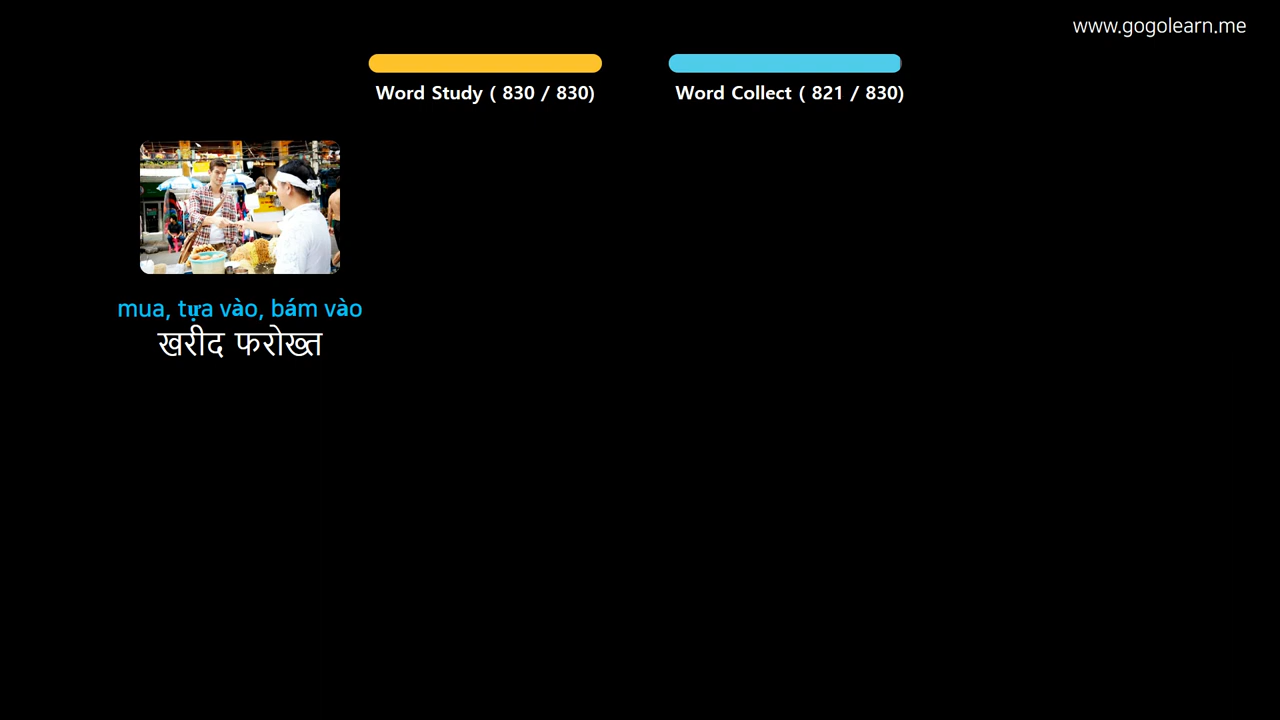 www.gogolearn.me
Word Study ( 830 / 830)
Word Collect ( 821 / 830)
mua, tựa vào, bám vào
खरीद फरोख्त